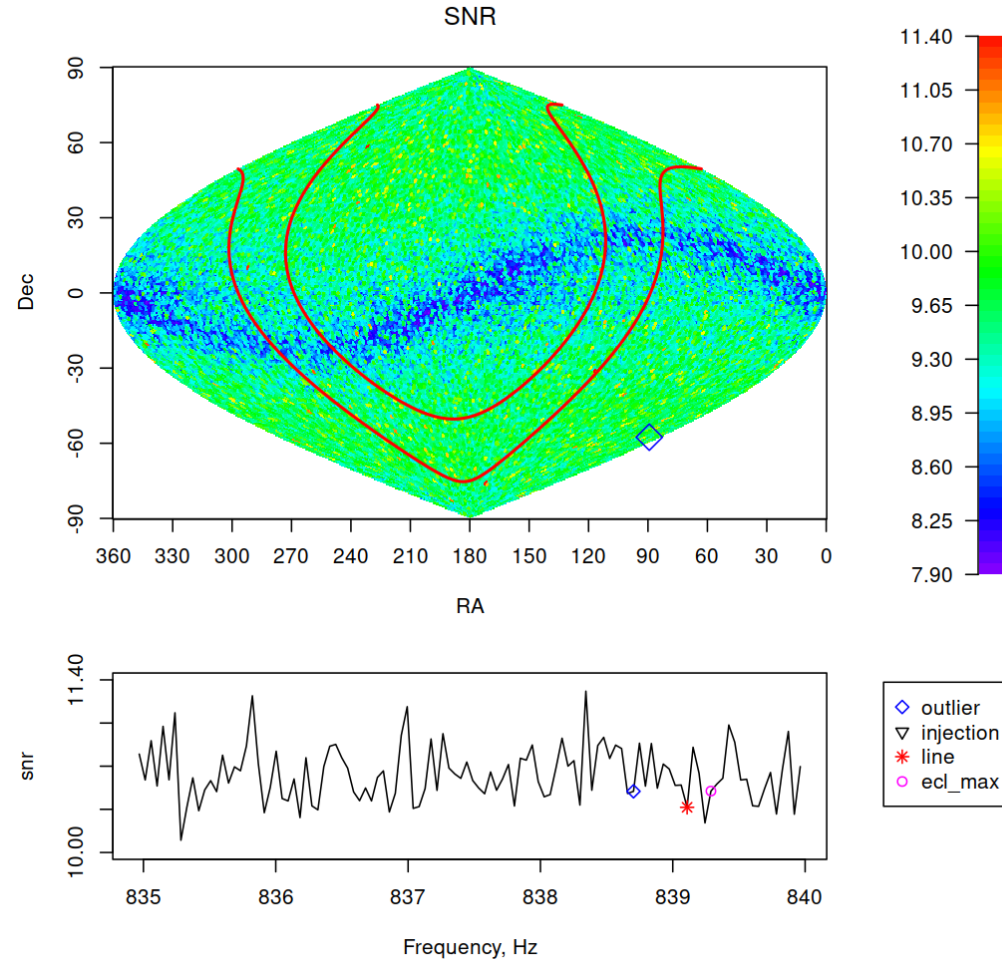 SNR
90
60
30
0
-30
-60
-90
Dec
360 330 300 270 240 210 180 150 120 90 60 30 0
RA
11.40
11.05
10.70
10.35
10.00
9.65
9.30
8.95
8.60
8.25
7.90
11.40
10.00
snr
835 836 837 838 839 840
Frequency, Hz
outlier
injection
line
ecl_max